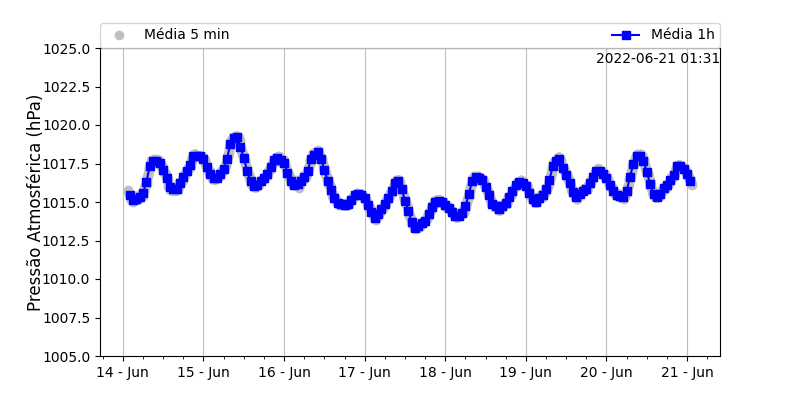 Média 5 min
Média 1h
2022-06-21 01:31
Pressão Atmosférica (hPa)
1025.0
1022.5
1020.0
1017.5
1015.0
1012.5
1010.0
1007.5
1005.0
14 - Jun
15 - Jun
16 - Jun
17 - Jun
18 - Jun
19 - Jun
20 - Jun
21 - Jun